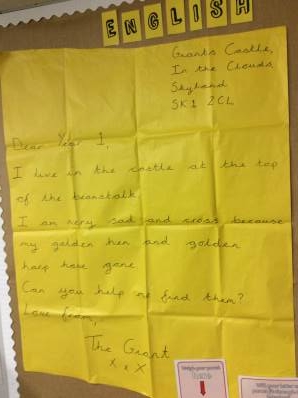 ENGLISH
Giants Castle,
In the Clouds
Skyland
SK1 2CL
Dear Year 1,
I live in the castle at the top
of the beanstalk.
I am very sad and cross because
my golden hen and golden
harp have gone.
Can you help me find them?
Love from,
The Giant
x x x
here